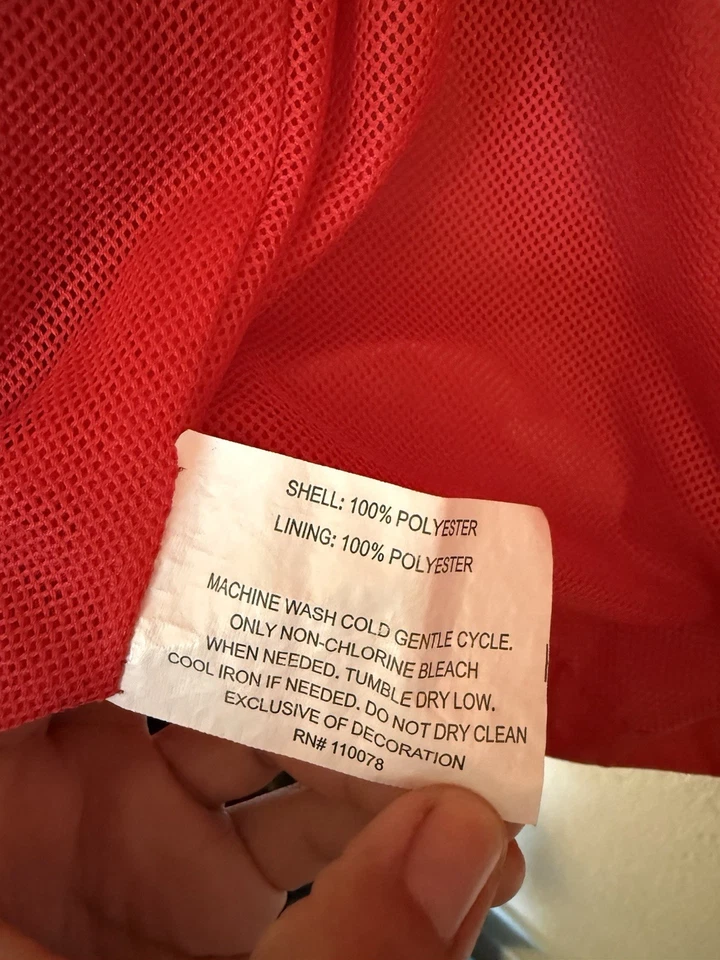 SHELL: 100% POLYESTER
LINING: 100% POLYESTER
MACHINE WASH COLD GENTLE CYCLE.
ONLY NON-CHLORINE BLEACH
WHEN NEEDED. TUMBLE DRY LOW.
COOL IRON IF NEEDED. DO NOT DRY CLEAN
EXCLUSIVE OF DECORATION
RN# 110078